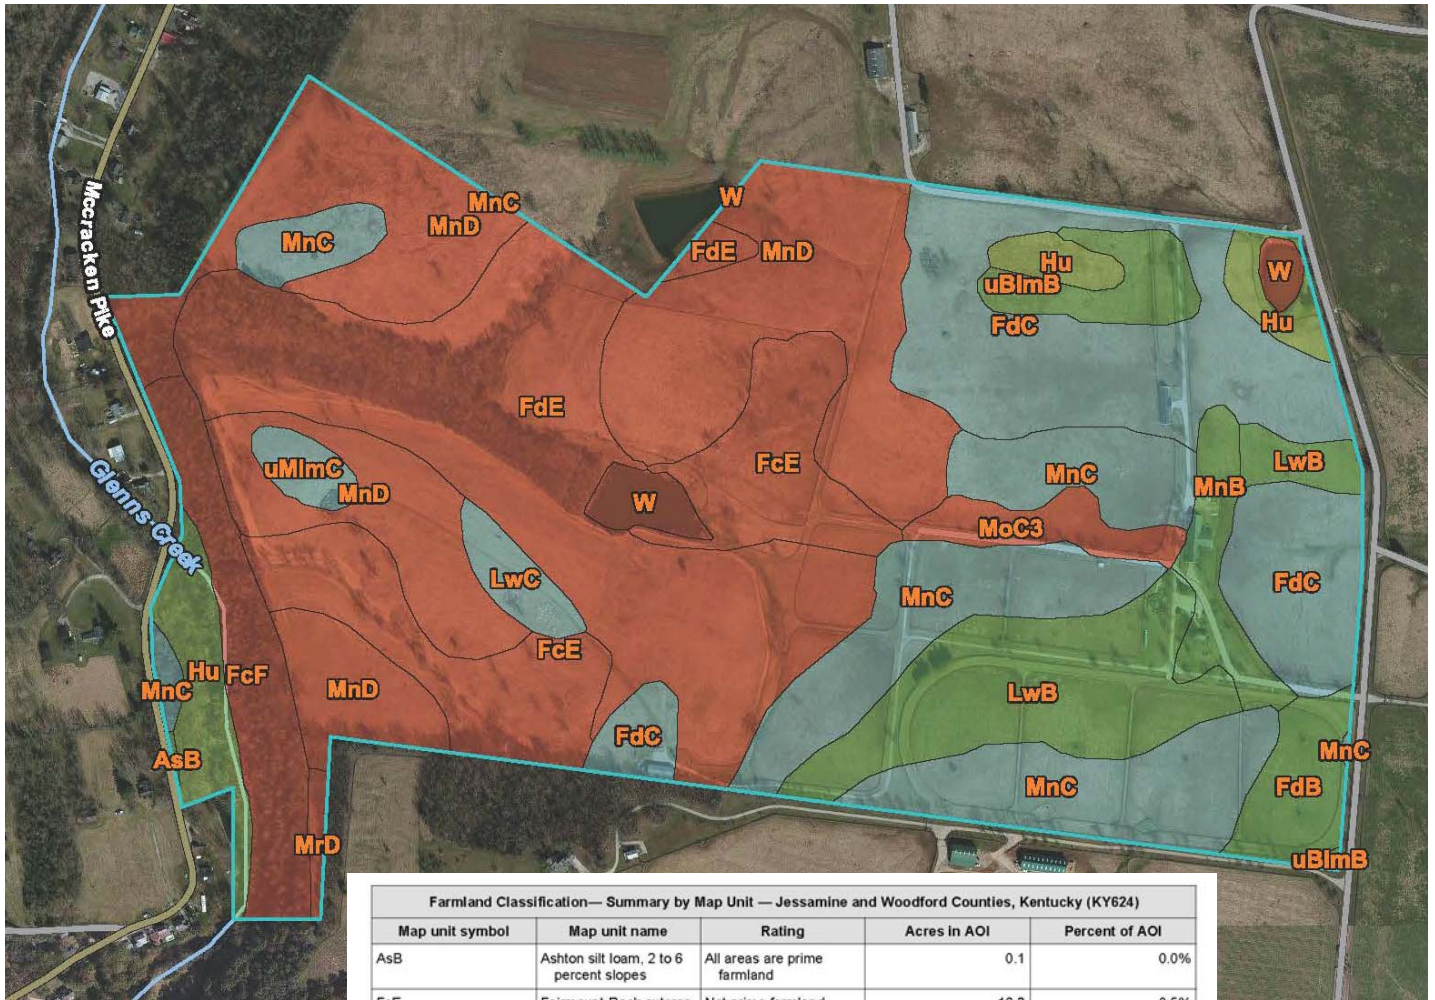 W
MnC
MnD
MnC
FdE
MnD
Hu
uBlmB
FdC
W
Hu
Mccracken Pike
FdE
FcE
uMlmC
MnD
W
MnC
MnB
LwB
MoC3
Glenns Creek
LwC
MnC
FdC
FcE
Hu
FcF
MnC
MnD
LwB
FdC
AsB
MnC
MnC
FdB
MrD
uBlmB
Farmland Classification— Summary by Map Unit — Jessamine and Woodford Counties, Kentucky (KY624)
Map unit symbol Map unit name Rating Acres in AOI Percent of AOI
AsB Ashton silt loam, 2 to 6 All areas are prime 0.1 0.0%
percent slopes farmland